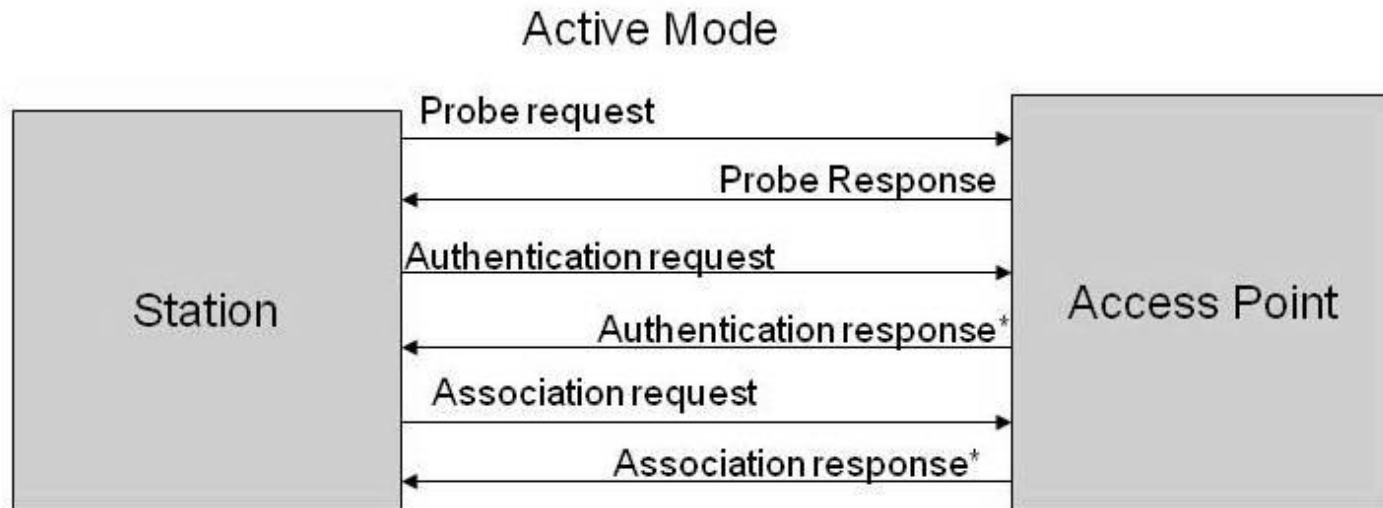 Active Mode
Probe request
Probe Response
Authentication request
Station
Access Point
Authentication response*
Association request
Association response*